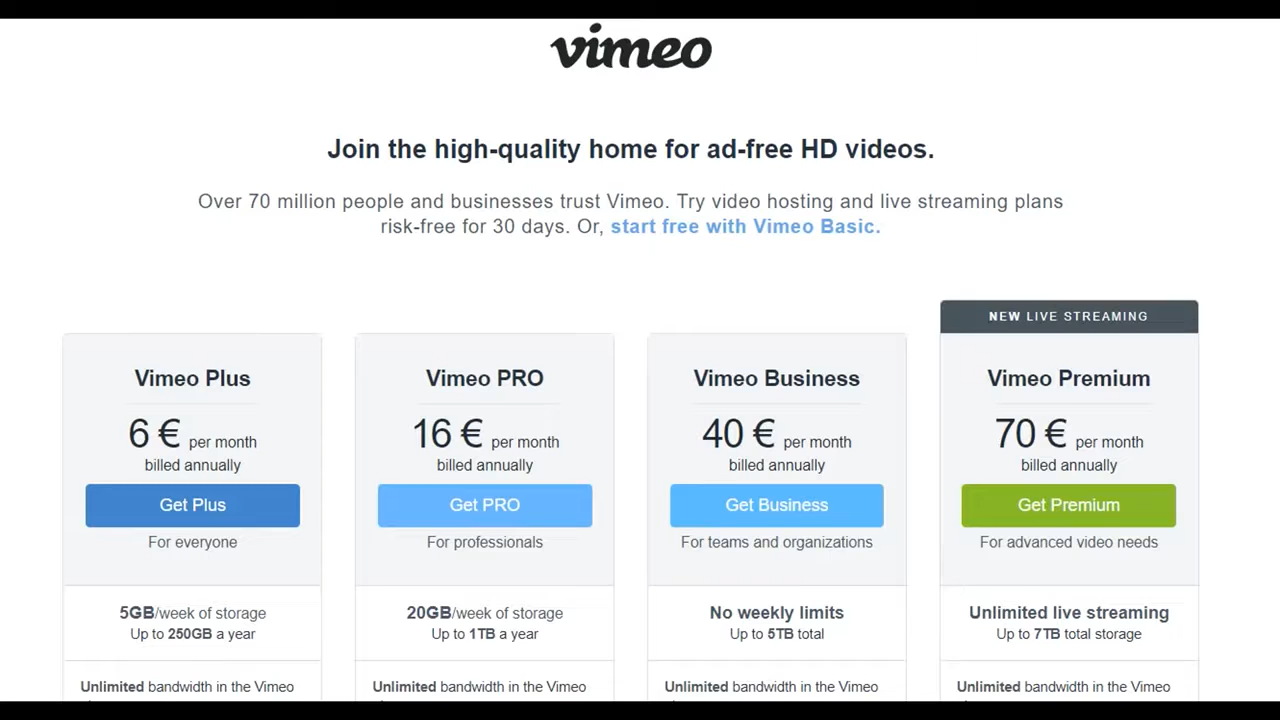 vimeo
Join the high-quality home for ad-free HD videos.
Over 70 million people and businesses trust Vimeo. Try video hosting and live streaming plans
risk-free for 30 days. Or, start free with Vimeo Basic.
Vimeo Plus
6 € per month
billed annually
Get Plus
For everyone
5GB/week of storage
Up to 250GB a year
Unlimited bandwidth in the Vimeo
Vimeo PRO
16 € per month
billed annually
Get PRO
For professionals
20GB/week of storage
Up to 1TB a year
Unlimited bandwidth in the Vimeo
Vimeo Business
40 € per month
billed annually
Get Business
For teams and organizations
No weekly limits
Up to 5TB total
Unlimited bandwidth in the Vimeo
NEW LIVE STREAMING
Vimeo Premium
70 € per month
billed annually
Get Premium
For advanced video needs
Unlimited live streaming
Up to 7TB total storage
Unlimited bandwidth in the Vimeo